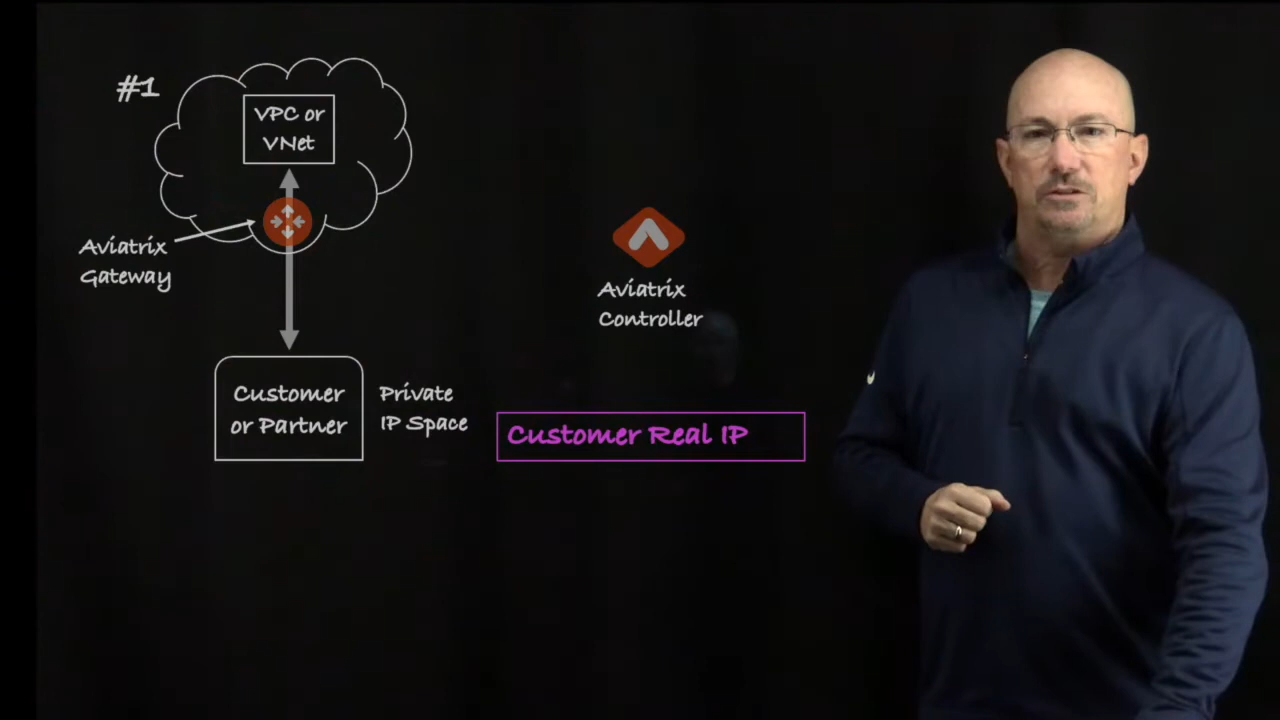 #1
VPC or
VNet
Aviatrix
Gateway
Aviatrix
Controller
Customer
or Partner
Private
IP Space
Customer Real IP